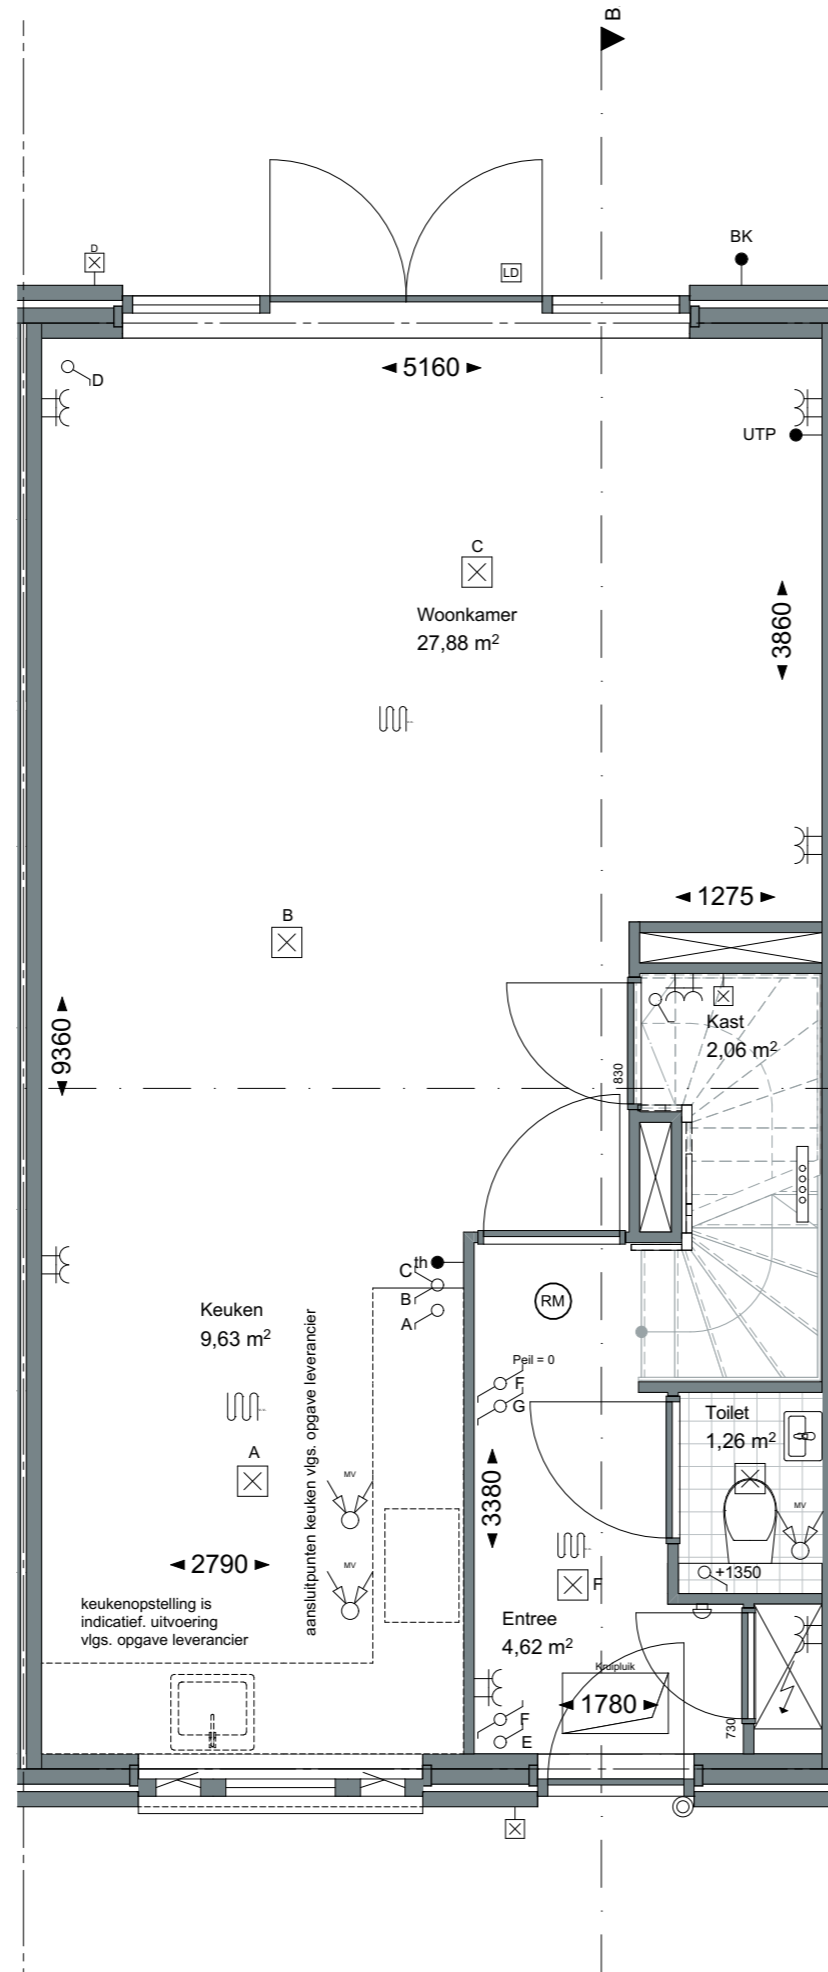 B
D
LD
BK
5160
D
UTP
C
Woonkamer
27,88 m²
3860
1275
B
Kast
2,06 m²
9360
830
th
C
B
A
Keuken
9,63 m²
aansluitpunten keuken vlgs. opgave leverancier
RM
Peil = 0
F
G
Toilet
1,26 m²
A
MV
MV
MV
3380
2790
+1350
F
keukenopstelling is
indicatief. uitvoering
vlgs. opgave leverancier
Entree
4,62 m²
Kruipluik
1780
730
F
E